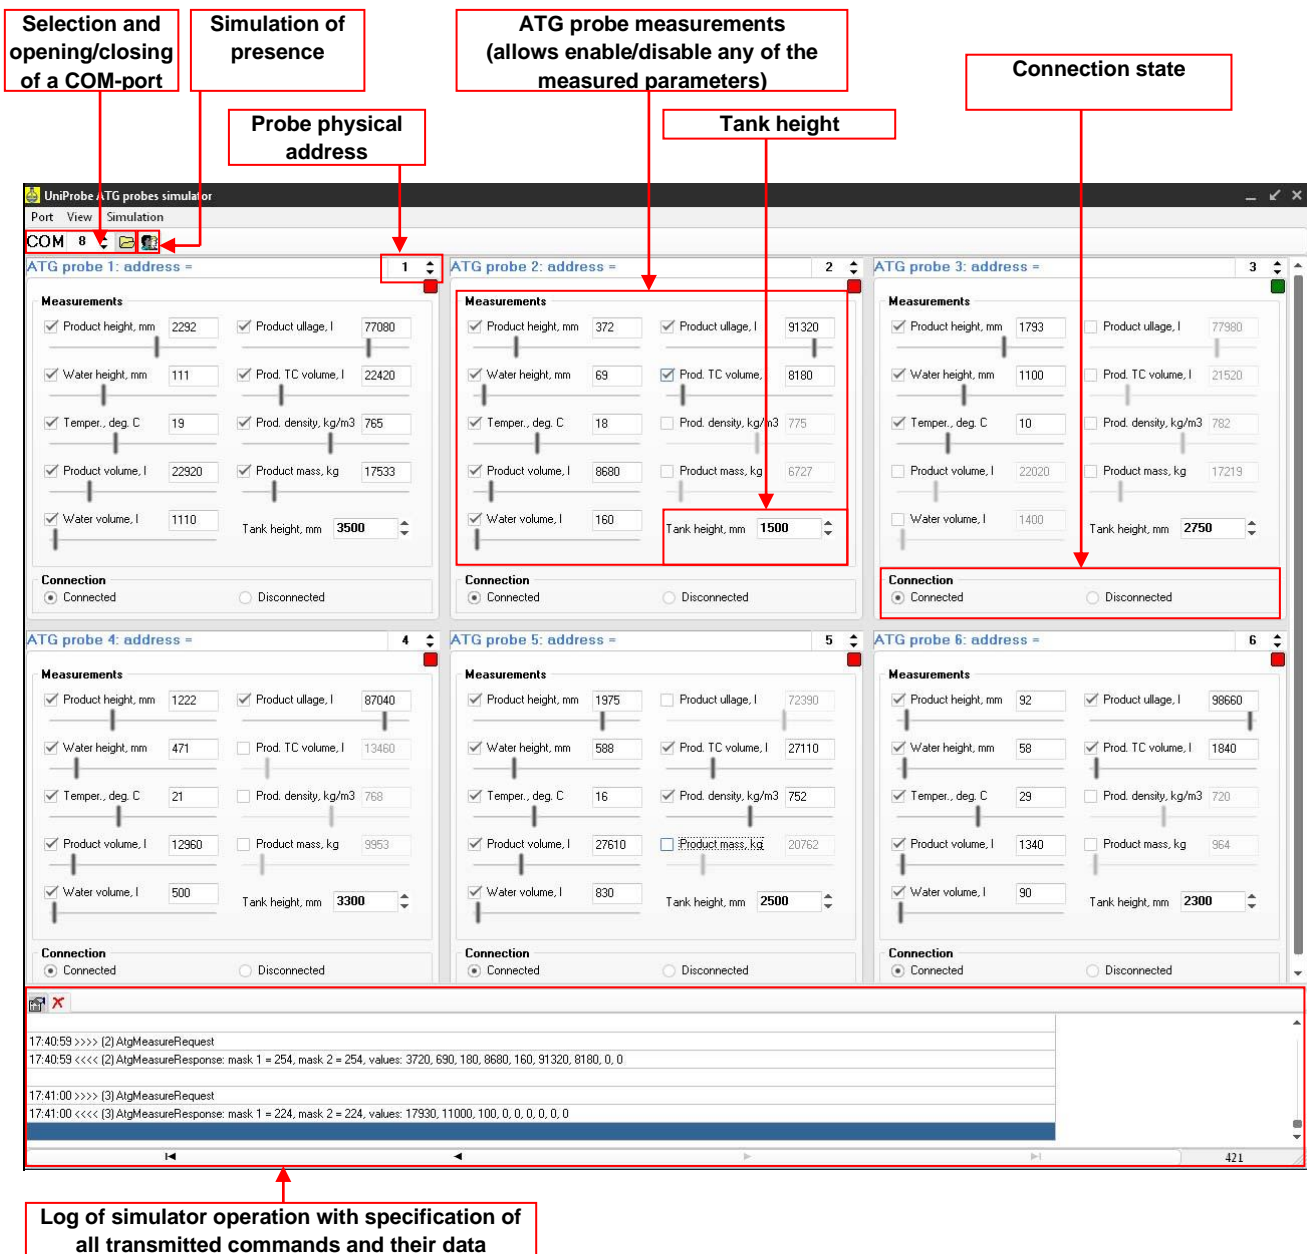 Selection and
opening/closing
of a COM-port
Simulation of
presence
ATG probe measurements
(allows enable/disable any of the
measured parameters)
Connection state
Probe physical
address
Tank height
UniProbe ATG probes simulator
Port View Simulation
COM 8
ATG probe 1: address = 1
Measurements
Product height, mm 2292 Product ullage, l 77080
Water height, mm 111 Prod. TC volume, l 22420
Temper., deg. C 19 Prod. density, kg/m3 765
Product volume, l 22920 Product mass, kg 17533
Water volume, l 1110 Tank height, mm 3500
Connection
Connected Disconnected
ATG probe 2: address = 2
Measurements
Product height, mm 372 Product ullage, l 91320
Water height, mm 69 Prod. TC volume, 8180
Temper., deg. C 18 Prod. density, kg/m3 775
Product volume, l 8680 Product mass, kg 6727
Water volume, l 160 Tank height, mm 1500
Connection
Connected Disconnected
ATG probe 3: address = 3
Measurements
Product height, mm 1793 Product ullage, l 77980
Water height, mm 1100 Prod. TC volume, l 21520
Temper., deg. C 10 Prod. density, kg/m3 782
Product volume, l 22020 Product mass, kg 17219
Water volume, l 1400 Tank height, mm 2750
Connection
Connected Disconnected
ATG probe 4: address = 4
Measurements
Product height, mm 1222 Product ullage, l 87040
Water height, mm 471 Prod. TC volume, l 13460
Temper., deg. C 21 Prod. density, kg/m3 768
Product volume, l 12960 Product mass, kg 9953
Water volume, l 500 Tank height, mm 3300
Connection
Connected Disconnected
ATG probe 5: address = 5
Measurements
Product height, mm 1975 Product ullage, l 72390
Water height, mm 588 Prod. TC volume, l 27110
Temper., deg. C 16 Prod. density, kg/m3 752
Product volume, l 27610 Product mass, kg 20762
Water volume, l 830 Tank height, mm 2500
Connection
Connected Disconnected
ATG probe 6: address = 6
Measurements
Product height, mm 92 Product ullage, l 98660
Water height, mm 58 Prod. TC volume, l 1840
Temper., deg. C 29 Prod. density, kg/m3 720
Product volume, l 1340 Product mass, kg 964
Water volume, l 90 Tank height, mm 2300
Connection
Connected Disconnected
17:40:59 >>>> (2) AtgMeasureRequest
17:40:59 <<<< (2) AtgMeasureResponse: mask 1 = 254, mask 2 = 254, values: 3720, 690, 180, 8680, 160, 91320, 8180, 0, 0
17:41:00 >>>> (3) AtgMeasureRequest
17:41:00 <<<< (3) AtgMeasureResponse: mask 1 = 224, mask 2 = 224, values: 17930, 11000, 100, 0, 0, 0, 0, 0, 0
421
Log of simulator operation with specification of
all transmitted commands and their data